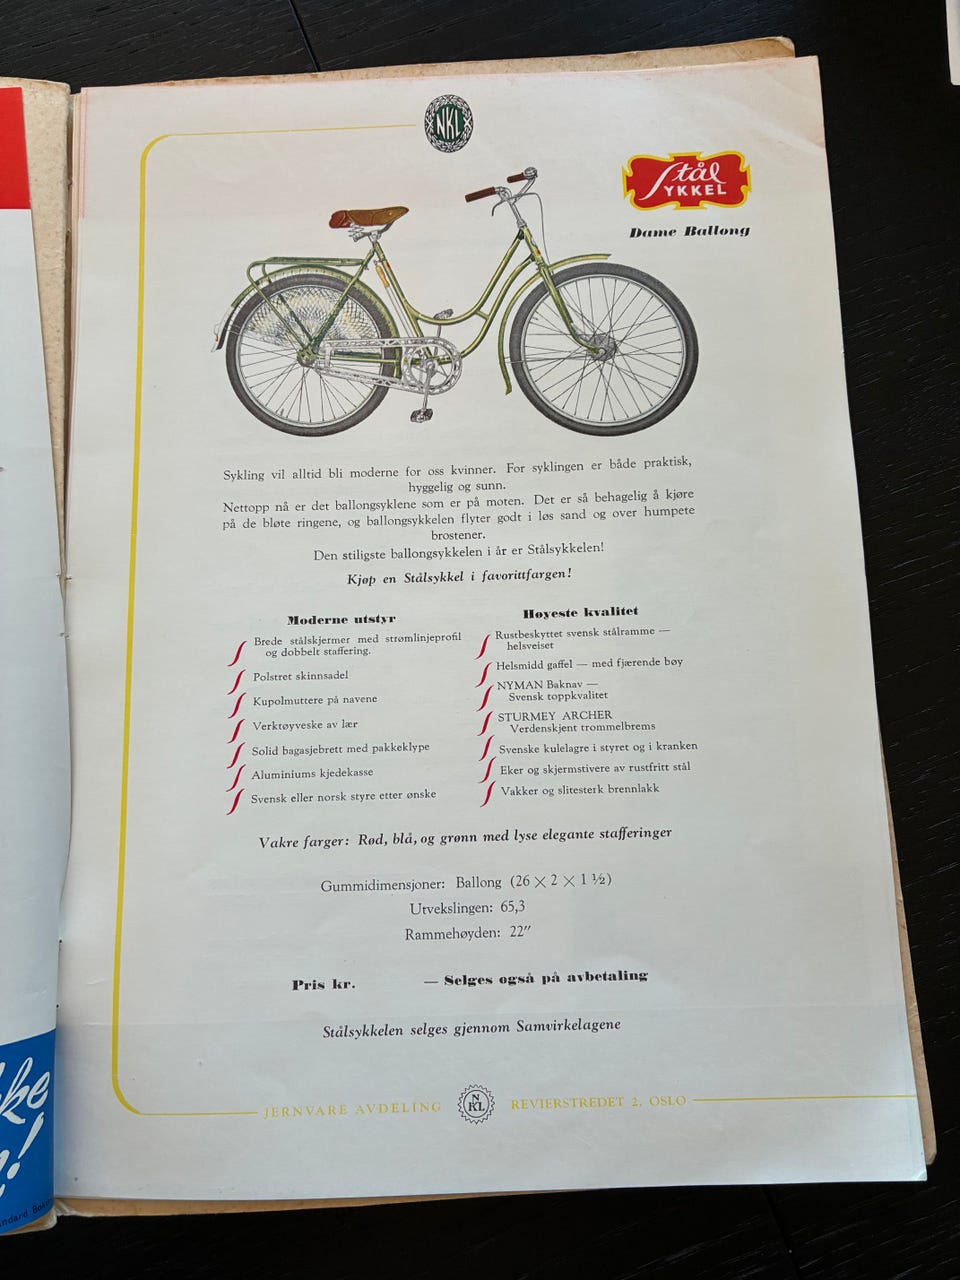 NKL
Stål
YKKEL
Dame Ballong
Sykling vil alltid bli moderne for oss kvinner. For syklingen er både praktisk,
hyggelig og sunn.
Nettopp nå er det ballongsyklene som er på moten. Det er så behagelig å kjøre
på de bløte ringene, og ballongsykkelen flyter godt i løs sand og over humpete
brostener.
Den stiligste ballongsykkelen i år er Stålsykkelen!
Kjøp en Stålsykkel i favorittfargen!
Moderne utstyr
Brede stålskjermer med strømlinjeprofil
og dobbelt staffering.
Polstret skinnsadel
Kupolmuttere på navene
Verktøyveske av lær
Solid bagasjebrett med pakkeklype
Aluminiums kjedekasse
Svensk eller norsk styre etter ønske
Høyeste kvalitet
Rustbeskyttet svensk stålramme —
helsveiset
Helsmidd gaffel — med fjærende bøy
NYMAN Baknav —
Svensk toppkvalitet
STURMEY ARCHER
Verdenskjent trommelbrems
Svenske kulelagre i styret og i kranken
Eker og skjermstivere av rustfritt stål
Vakker og slitesterk brennlakk
Vakre farger: Rød, blå, og grønn med lyse elegante stafferinger
Gummidimensjoner: Ballong (26 × 2 × 1 ½)
Utvekslingen: 65,3
Rammehøyden: 22″
Pris kr. — Selges også på avbetaling
Stålsykkelen selges gjennom Samvirkelagene
JERNVARE AVDELING NKL REVIERSTREDET 2, OSLO